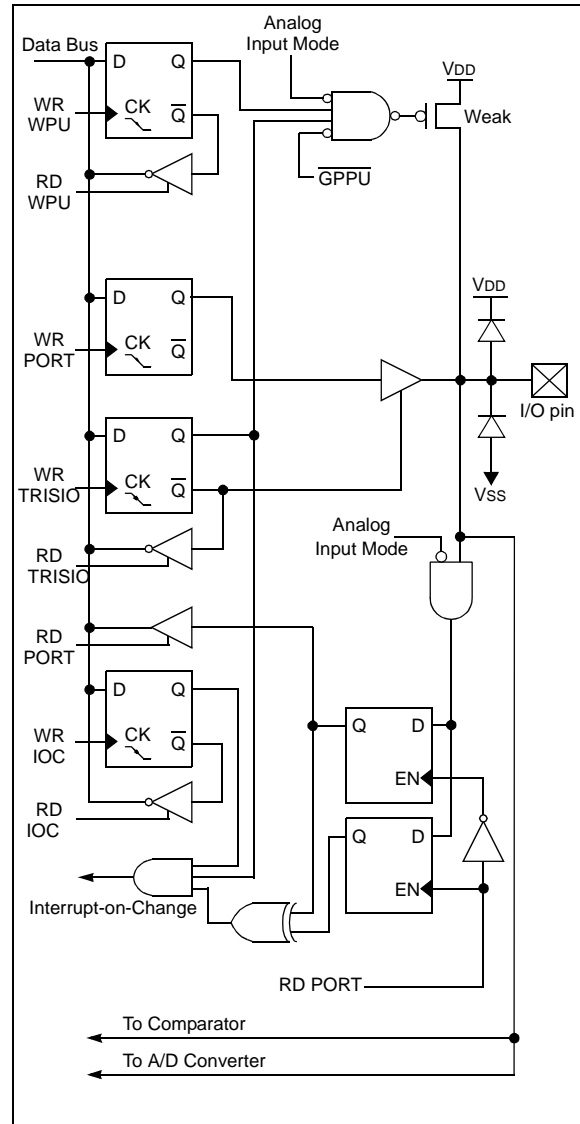 Analog
Input Mode
Data Bus
D Q
VDD
WR
WPU
CK
Q̅
Weak
RD
WPU
G̅P̅P̅U̅
D Q
VDD
WR
PORT
CK
Q̅
I/O pin
D Q
WR
TRISIO
CK
Q̅
VSS
Analog
Input Mode
RD
TRISIO
RD
PORT
D Q
Q D
WR
IOC
CK
Q̅
EN
RD
IOC
Q D
Interrupt-on-Change
EN
RD PORT
To Comparator
To A/D Converter